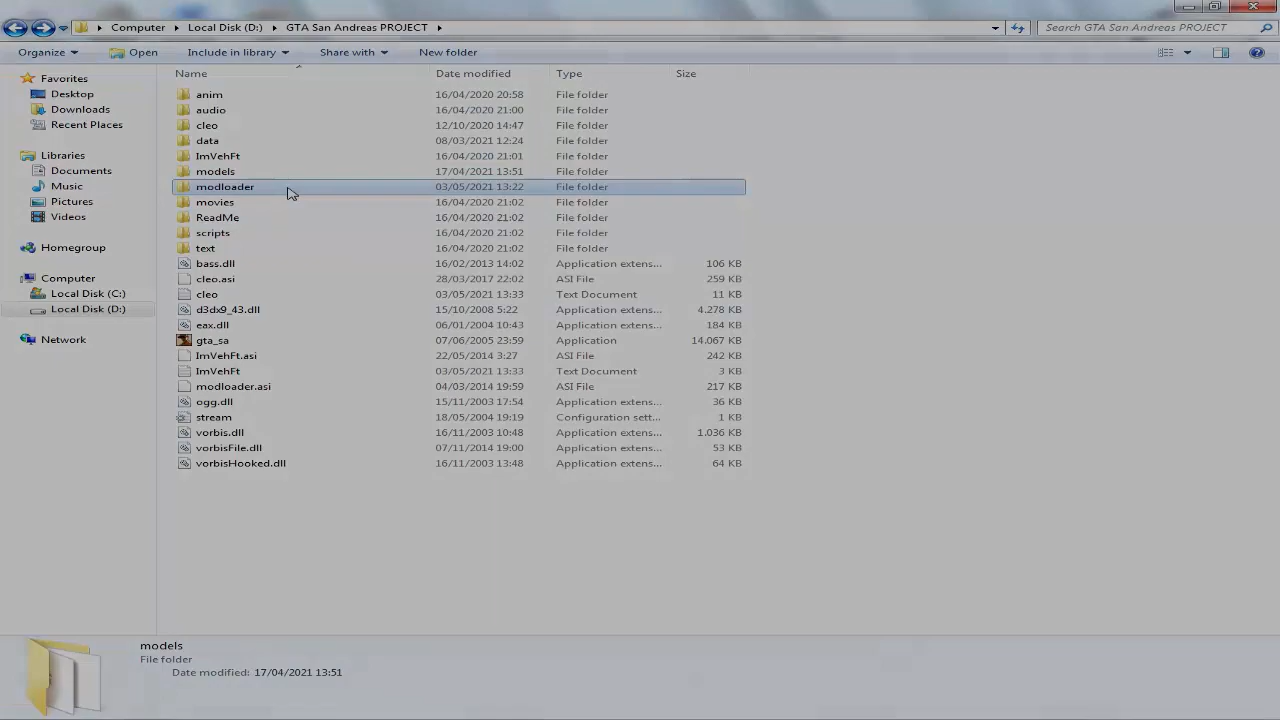 Computer Local Disk (D:) GTA San Andreas PROJECT Search GTA San Andreas PROJECT
Organize Open Include in library Share with New folder
Name Date modified Type Size
Favorites
Desktop
Downloads
Recent Places
Libraries
Documents
Music
Pictures
Videos
Homegroup
Computer
Local Disk (C:)
Local Disk (D:)
Network
anim 16/04/2020 20:58 File folder
audio 16/04/2020 21:00 File folder
cleo 12/10/2020 14:47 File folder
data 08/03/2021 12:24 File folder
ImVehFt 16/04/2020 21:01 File folder
models 17/04/2021 13:51 File folder
modloader 03/05/2021 13:22 File folder
movies 16/04/2020 21:02 File folder
ReadMe 16/04/2020 21:02 File folder
scripts 16/04/2020 21:02 File folder
text 16/04/2020 21:02 File folder
bass.dll 16/02/2013 14:02 Application extens... 106 KB
cleo.asi 28/03/2017 22:02 ASI File 259 KB
cleo 03/05/2021 13:33 Text Document 11 KB
d3dx9_43.dll 15/10/2008 5:22 Application extens... 4.278 KB
eax.dll 06/01/2004 10:43 Application extens... 184 KB
gta_sa 07/06/2005 23:59 Application 14.067 KB
ImVehFt.asi 22/05/2014 3:27 ASI File 242 KB
ImVehFt 03/05/2021 13:33 Text Document 3 KB
modloader.asi 04/03/2014 19:59 ASI File 217 KB
ogg.dll 15/11/2003 17:54 Application extens... 36 KB
stream 18/05/2004 19:19 Configuration sett... 1 KB
vorbis.dll 16/11/2003 10:48 Application extens... 1.036 KB
vorbisFile.dll 07/11/2014 19:00 Application extens... 53 KB
vorbisHooked.dll 16/11/2003 13:48 Application extens... 64 KB
models
File folder
Date modified: 17/04/2021 13:51